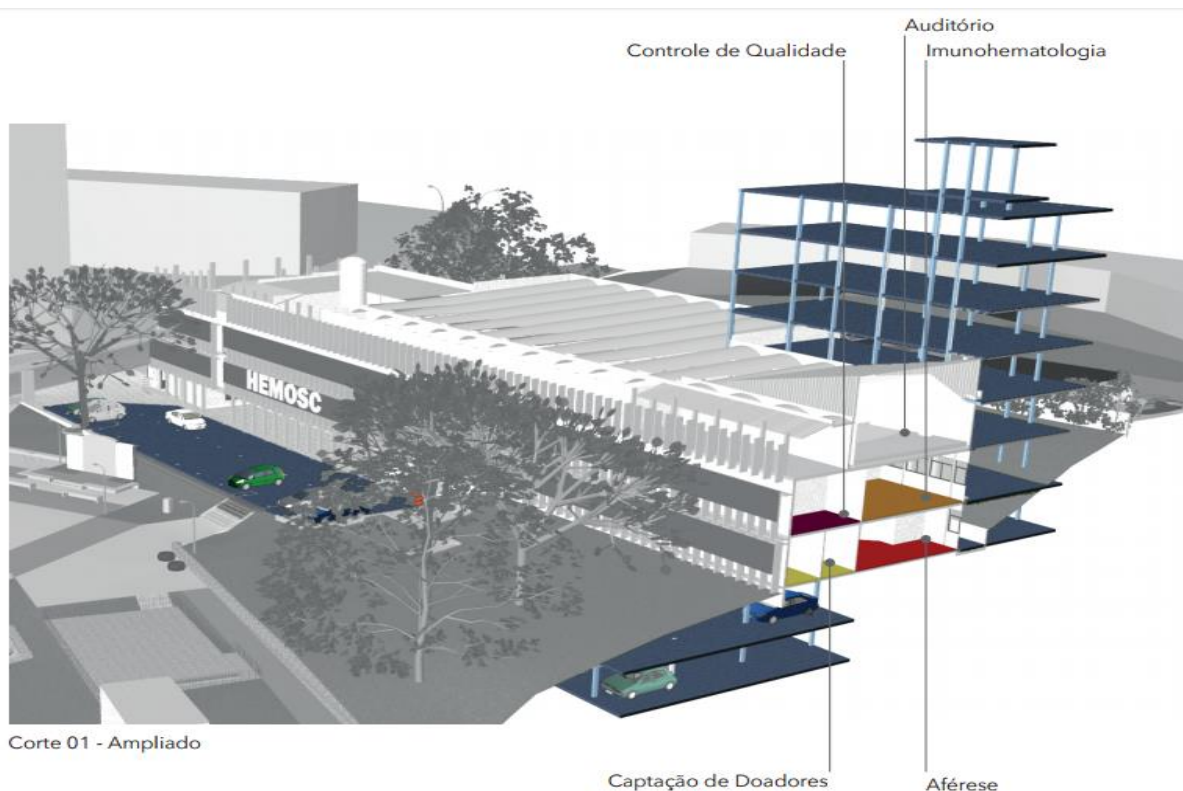 Auditório
Controle de Qualidade
Imunohematologia
HEMOSC
Corte 01 - Ampliado
Captação de Doadores
Aférese